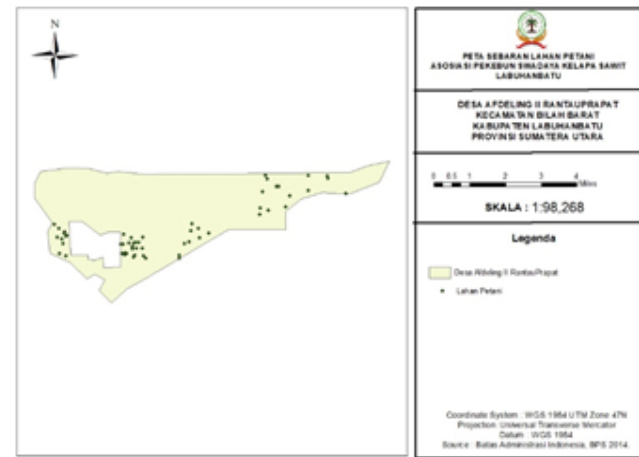 N
PETA SEBARAN LAHAN PETANI
ASOSIASI PEKEBUN SWADAYA KELAPA SAWIT
LABUHANBATU
DESA AFDELING II RANTAUPRAPAT
KECAMATAN BILAH BARAT
KABUPATEN LABUHANBATU
PROVINSI SUMATERA UTARA
0 0.5 1 2 3 4
Miles
SKALA : 1:98,268
Legenda
Desa Afdeling II RantauPrapat
Lahan Petani
Coordinate System : WGS 1984 UTM Zone 47N
Projection: Universal Transverse Mercator
Datum : WGS 1984
Source : Batas Administrasi Indonesia, BPS 2014